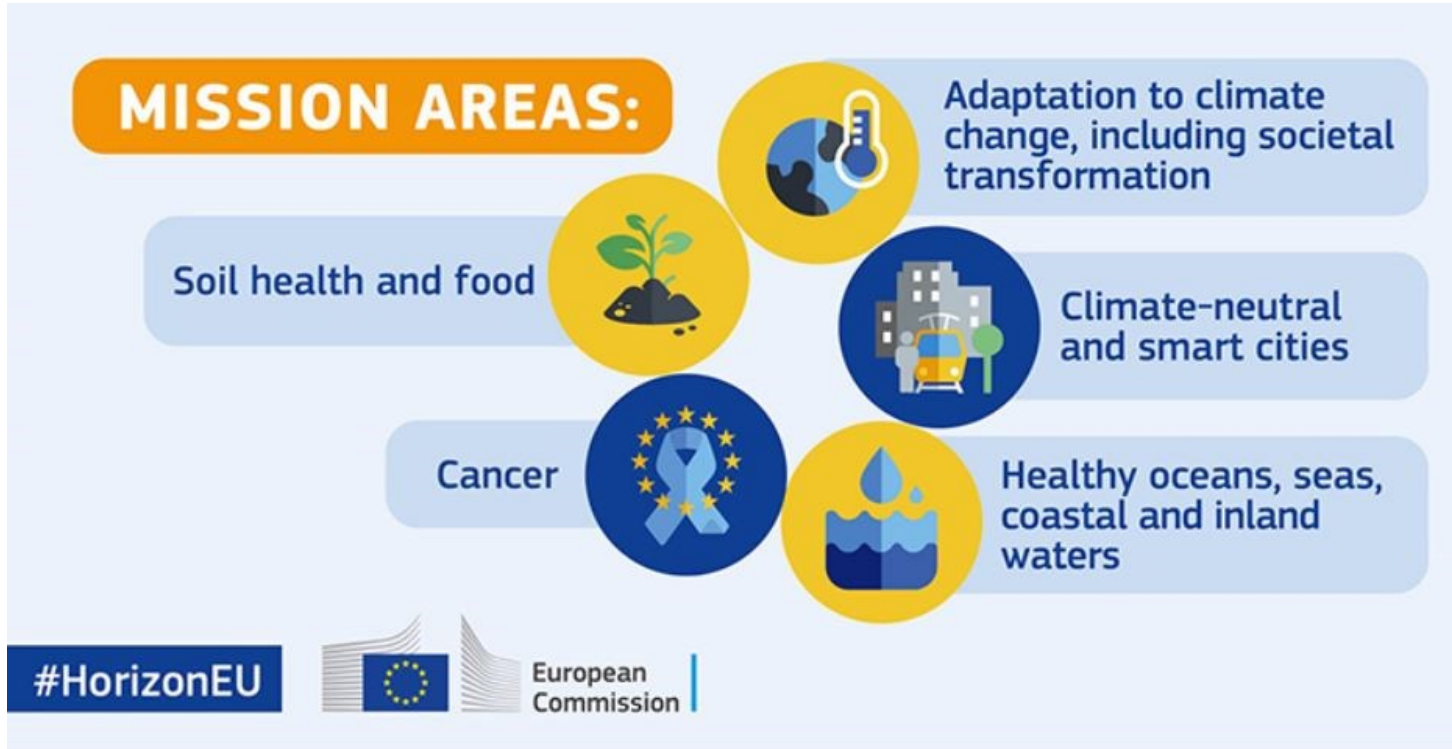 MISSION AREAS:
Adaptation to climate
change, including societal
transformation
Soil health and food
Climate-neutral
and smart cities
Cancer
Healthy oceans, seas,
coastal and inland
waters
#HorizonEU
European
Commission